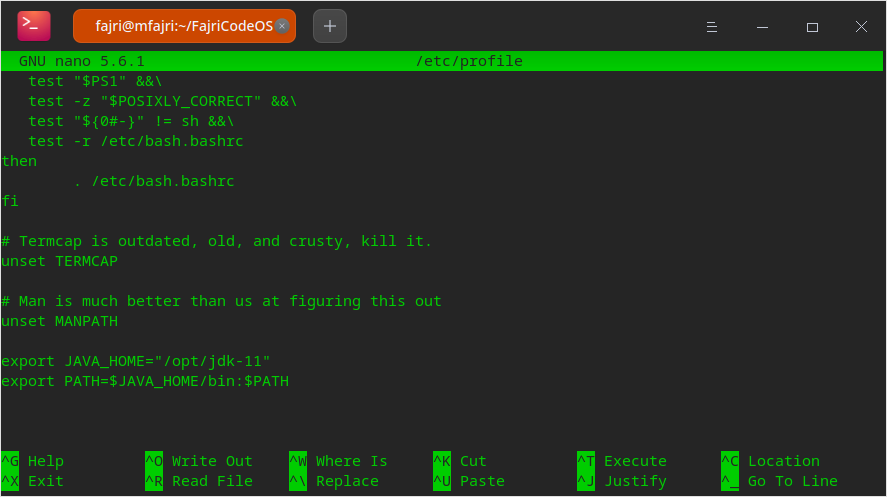 fajri@mfajri:~/FajriCodeOS
GNU nano 5.6.1 /etc/profile
test "$PS1" &&\
test -z "$POSIXLY_CORRECT" &&\
test "${0#-}" != sh &&\
test -r /etc/bash.bashrc
then
. /etc/bash.bashrc
fi
# Termcap is outdated, old, and crusty, kill it.
unset TERMCAP
# Man is much better than us at figuring this out
unset MANPATH
export JAVA_HOME="/opt/jdk-11"
export PATH=$JAVA_HOME/bin:$PATH
^G Help ^O Write Out ^W Where Is ^K Cut ^T Execute ^C Location
^X Exit ^R Read File ^\ Replace ^U Paste ^J Justify ^_ Go To Line